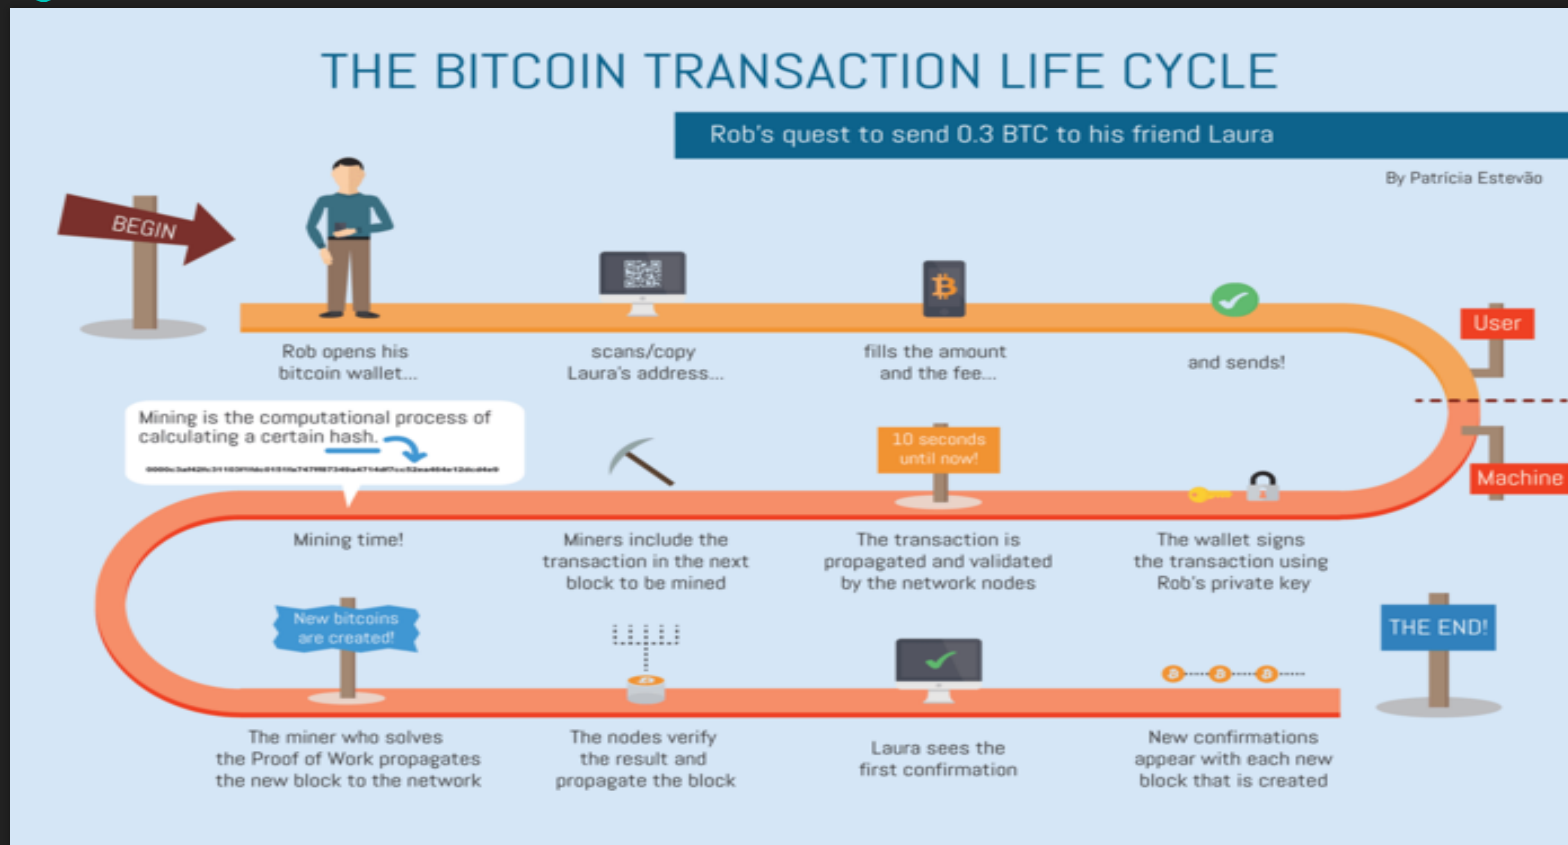 THE BITCOIN TRANSACTION LIFE CYCLE
Rob's quest to send 0.3 BTC to his friend Laura
By Patrícia Estevão
BEGIN
Rob opens his
bitcoin wallet...
scans/copy
Laura's address...
fills the amount
and the fee...
and sends!
User
Machine
The wallet signs
the transaction using
Rob's private key
10 seconds
until now!
The transaction is
propagated and validated
by the network nodes
Miners include the
transaction in the next
block to be mined
Mining is the computational process of
calculating a certain hash.
Mining time!
New bitcoins
are created!
The miner who solves
the Proof of Work propagates
the new block to the network
The nodes verify
the result and
propagate the block
Laura sees the
first confirmation
New confirmations
appear with each new
block that is created
THE END!